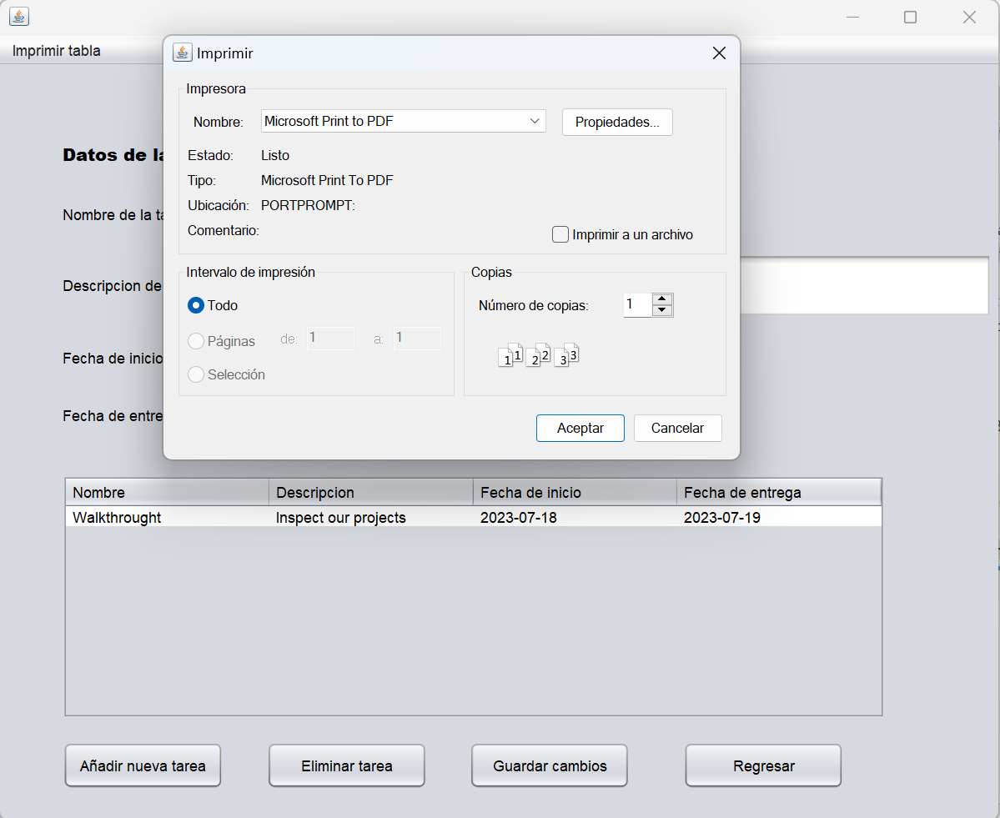 Imprimir tabla
Imprimir
Impresora
Nombre: Microsoft Print to PDF Propiedades...
Estado: Listo
Tipo: Microsoft Print To PDF
Ubicación: PORTPROMPT:
Comentario:
Imprimir a un archivo
Intervalo de impresión
Todo
Páginas de: 1 a: 1
Selección
Copias
Número de copias: 1
1 1 2 2 3 3
Aceptar Cancelar
Datos de la
Nombre de la ta
Descripcion de
Fecha de inicio
Fecha de entre
Nombre Descripcion Fecha de inicio Fecha de entrega
Walkthrought Inspect our projects 2023-07-18 2023-07-19
Añadir nueva tarea Eliminar tarea Guardar cambios Regresar